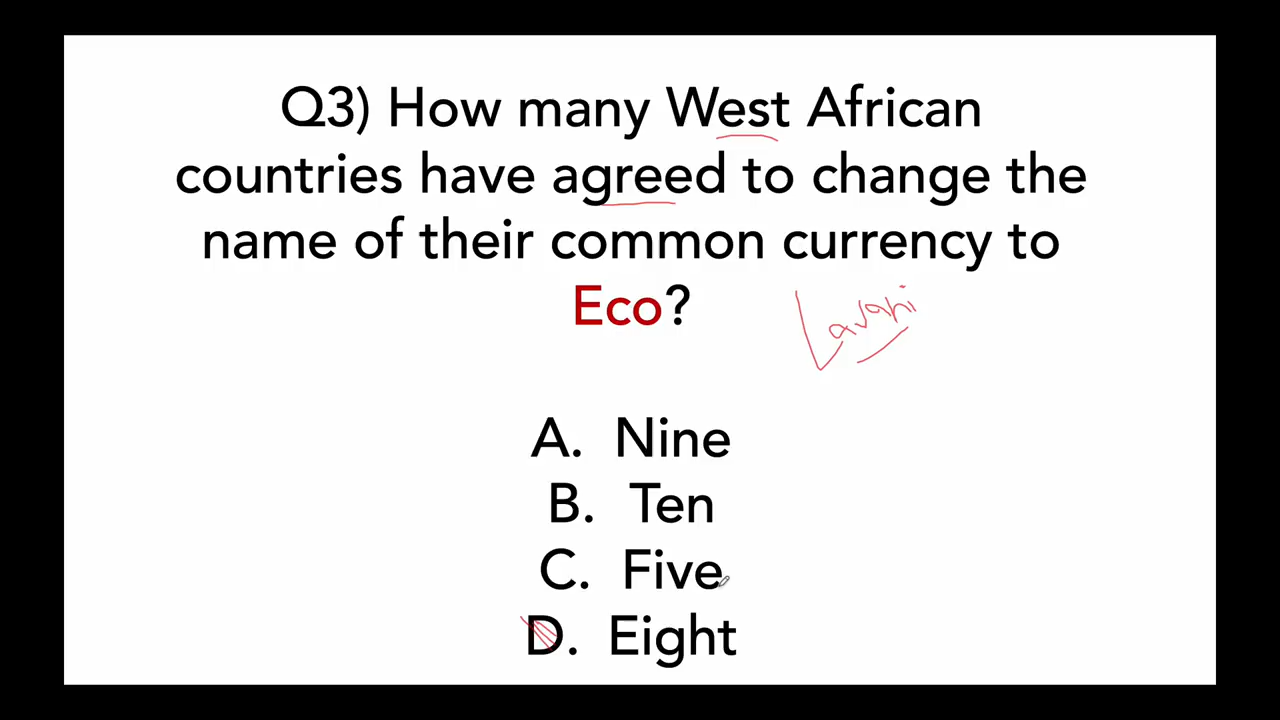 Q3) How many West African
countries have agreed to change the
name of their common currency to
Eco?
Lavani
A. Nine
B. Ten
C. Five
D. Eight